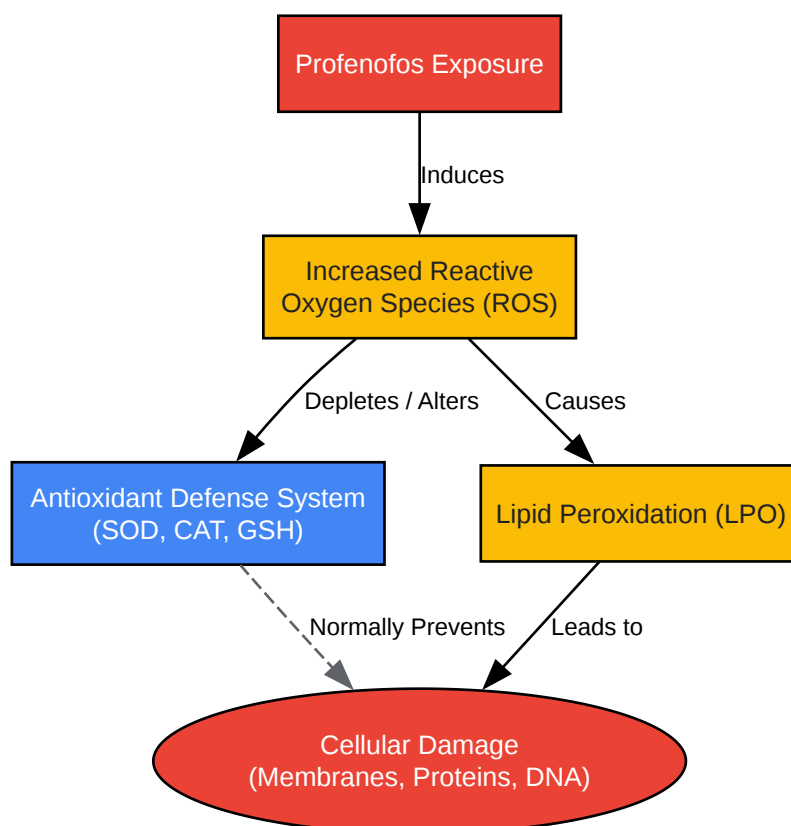 Profenofos Exposure
Induces
Increased Reactive
Oxygen Species (ROS)
Depletes / Alters
Causes
Antioxidant Defense System
(SOD, CAT, GSH)
Lipid Peroxidation (LPO)
Normally Prevents
Leads to
Cellular Damage
(Membranes, Proteins, DNA)